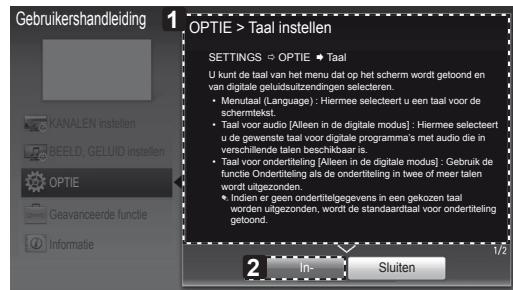 Gebruikershandleiding
1
OPTIE > Taal instellen
SETTINGS ⇨ OPTIE ➡ Taal
U kunt de taal van het menu dat op het scherm wordt getoond en
van digitale geluidsuitzendingen selecteren.
• Menutaal (Language) : Hiermee selecteert u een taal voor de
schermtekst.
• Taal voor audio [Alleen in de digitale modus] : Hiermee selecteert
u de gewenste taal voor digitale programma's met audio die in
verschillende talen beschikbaar is.
• Taal voor ondertiteling [Alleen in de digitale modus] : Gebruik de
functie Ondertiteling als de ondertiteling in twee of meer talen
wordt uitgezonden.
Indien er geen ondertitelgegevens in een gekozen taal
worden uitgezonden, wordt de standaardtaal voor ondertiteling
getoond.
KANALEN instellen
BEELD, GELUID instellen
OPTIE
Geavanceerde functie
Informatie
1/2
2
In-
Sluiten